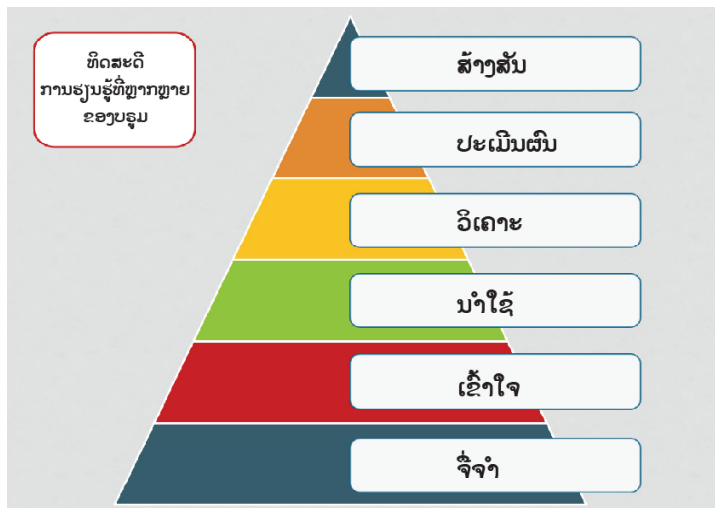 ທິດສະດີ
ການຮຽນຮູ້ທີ່ຫຼາກຫຼາຍ
ຂອງບຣູມ
ສ້າງສັນ
ປະເມີນຜົນ
ວິເຄາະ
ນຳໃຊ້
ເຂົ້າໃຈ
ຈື່ຈຳ